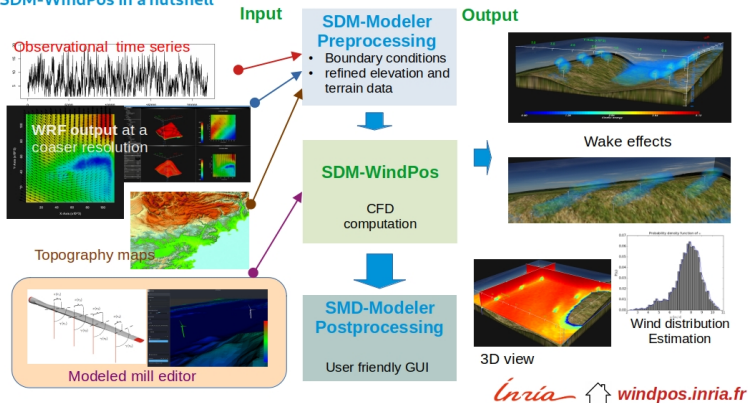 SDM-WindPos in a nutshell
Input
Output
Observational time series
WRF output at a
coaser resolution
Topography maps
Modeled mill editor
SDM-Modeler
Preprocessing
• Boundary conditions
• refined elevation and
terrain data
SDM-WindPos
CFD
computation
SMD-Modeler
Postprocessing
User friendly GUI
Wake effects
3D view
Wind distribution
Estimation
Inria
windpos.inria.fr